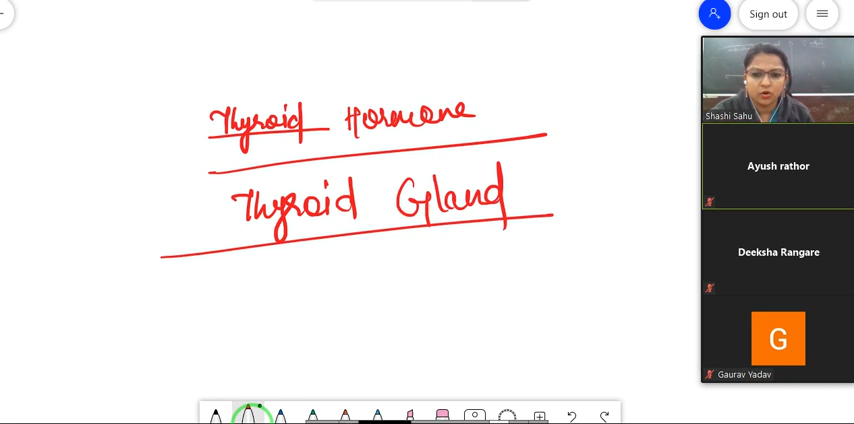 Sign out
Thyroid Hormone
Thyroid Gland
Shashi Sahu
Ayush rathor
Deeksha Rangare
G
Gaurav Yadav